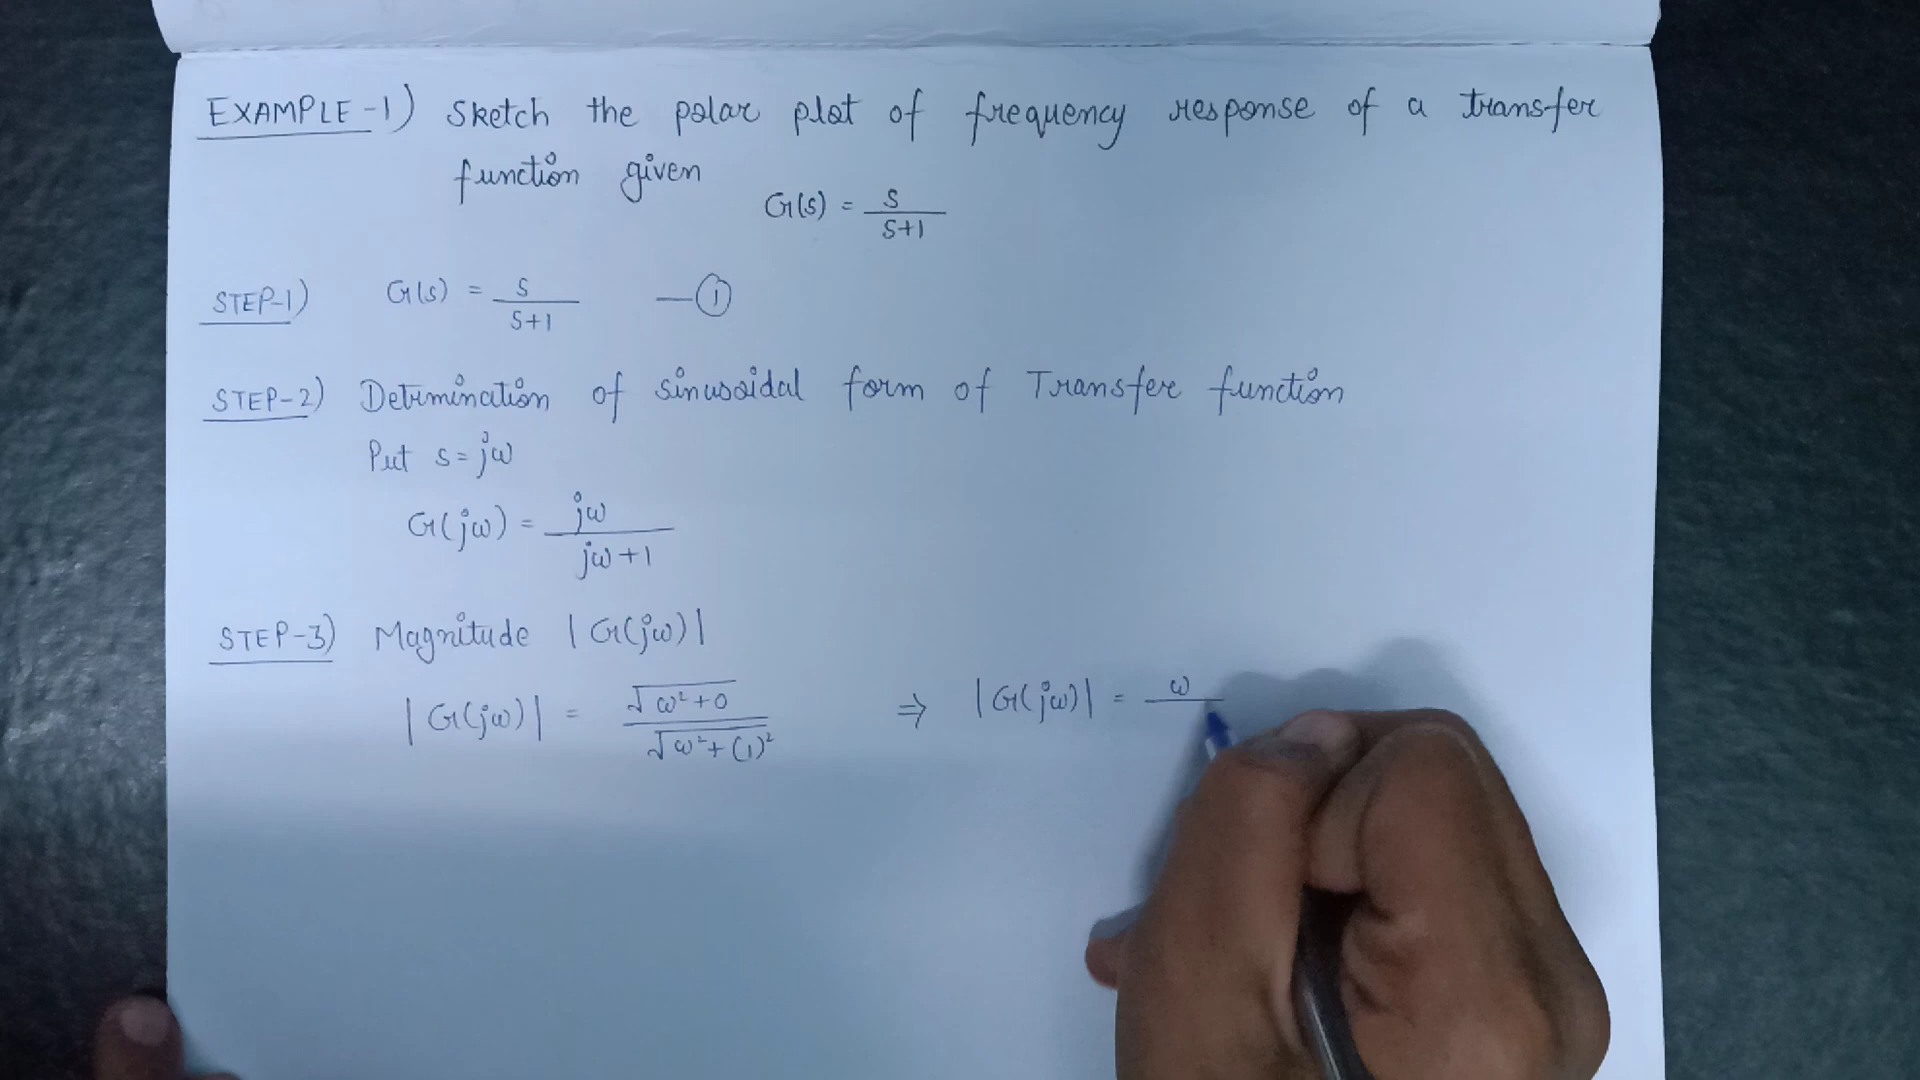 EXAMPLE-1) Sketch the polar plot of frequency response of a transfer
function given
G(s) = s / s+1
STEP-1) G(s) = s / s+1 — ①
STEP-2) Detrmination of sinusoidal form of Transfer function
Put s=jω
G(jω) = jω / jω+1
STEP-3) Magnitude |G(jω)|
|G(jω)| = √ω²+0 / √ω²+(1)² ⇒ |G(jω)| = ω